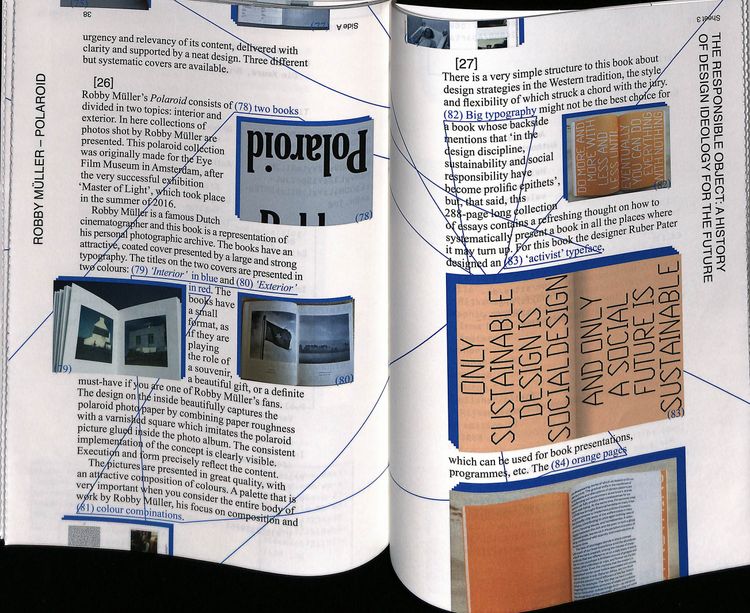 38
Side A
urgency and relevancy of its content, delivered with
clarity and supported by a neat design. Three different
but systematic covers are available.
ROBBY MÜLLER – POLAROID
[26]
Robby Müller's Polaroid consists of (78) two books
divided in two topics: interior and
exterior. In here collections of
photos shot by Robby Müller are
presented. This polaroid collection
was originally made for the Eye
Film Museum in Amsterdam, after
the very successful exhibition
'Master of Light', which took place
in the summer of 2016.
Polaroid
(78)
Robby Müller is a famous Dutch
cinematographer and this book is a representation of
his personal photographic archive. The books have an
attractive, coated cover presented by a large and strong
typography. The titles on the two covers are presented in
two colours: (79) 'Interior' in blue and (80) 'Exterior'
in red. The
books have
a small
format, as
if they are
playing
the role of
a souvenir,
a beautiful gift, or a definite
(79)
(80)
must-have if you are one of Robby Müller's fans.
The design on the inside beautifully captures the
polaroid photo paper by combining paper roughness
with a varnished square which imitates the polaroid
picture glued inside the photo album. The consistent
implementation of the concept is clearly visible.
Execution and form precisely reflect the content.
The pictures are presented in great quality, with
an attractive composition of colours. A palette that is
very important when you consider the entire body of
work by Robby Müller, his focus on composition and
(81) colour combinations.
Sheet 3
THE RESPONSIBLE OBJECT: A HISTORY
OF DESIGN IDEOLOGY FOR THE FUTURE
[27]
There is a very simple structure to this book about
design strategies in the Western tradition, the style
and flexibility of which struck a chord with the jury.
(82) Big typography might not be the best choice for
a book whose backside
mentions that 'in the
design discipline,
sustainability and social
responsibility have
become prolific epithets',
but, that said, this
288-page long collection
of essays contains a refreshing thought on how to
systematically present a book in all the places where
it may turn up. For this book the designer Ruber Pater
designed an (83) 'activist' typeface,
DO MORE AND
MORE WITH
LESS AND
LESS UNTIL
EVENTUALLY
YOU CAN DO
EVERYTHING
(82)
ONLY
SUSTAINABLE
DESIGN IS
SOCIAL DESIGN
AND ONLY
A SOCIAL
FUTURE IS
SUSTAINABLE
(83)
which can be used for book presentations,
programmes, etc. The (84) orange pages